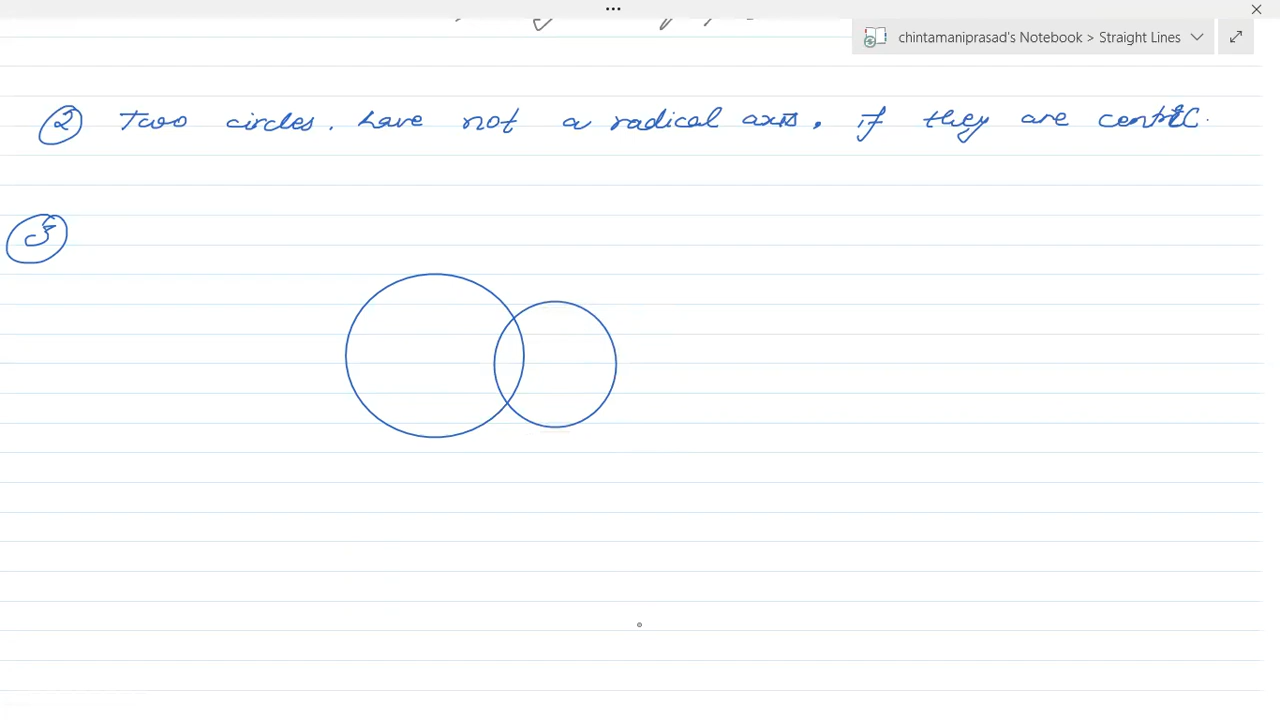 chintamaniprasad's Notebook > Straight Lines
② Two circles. have not a radical axis. if they are centric.
③